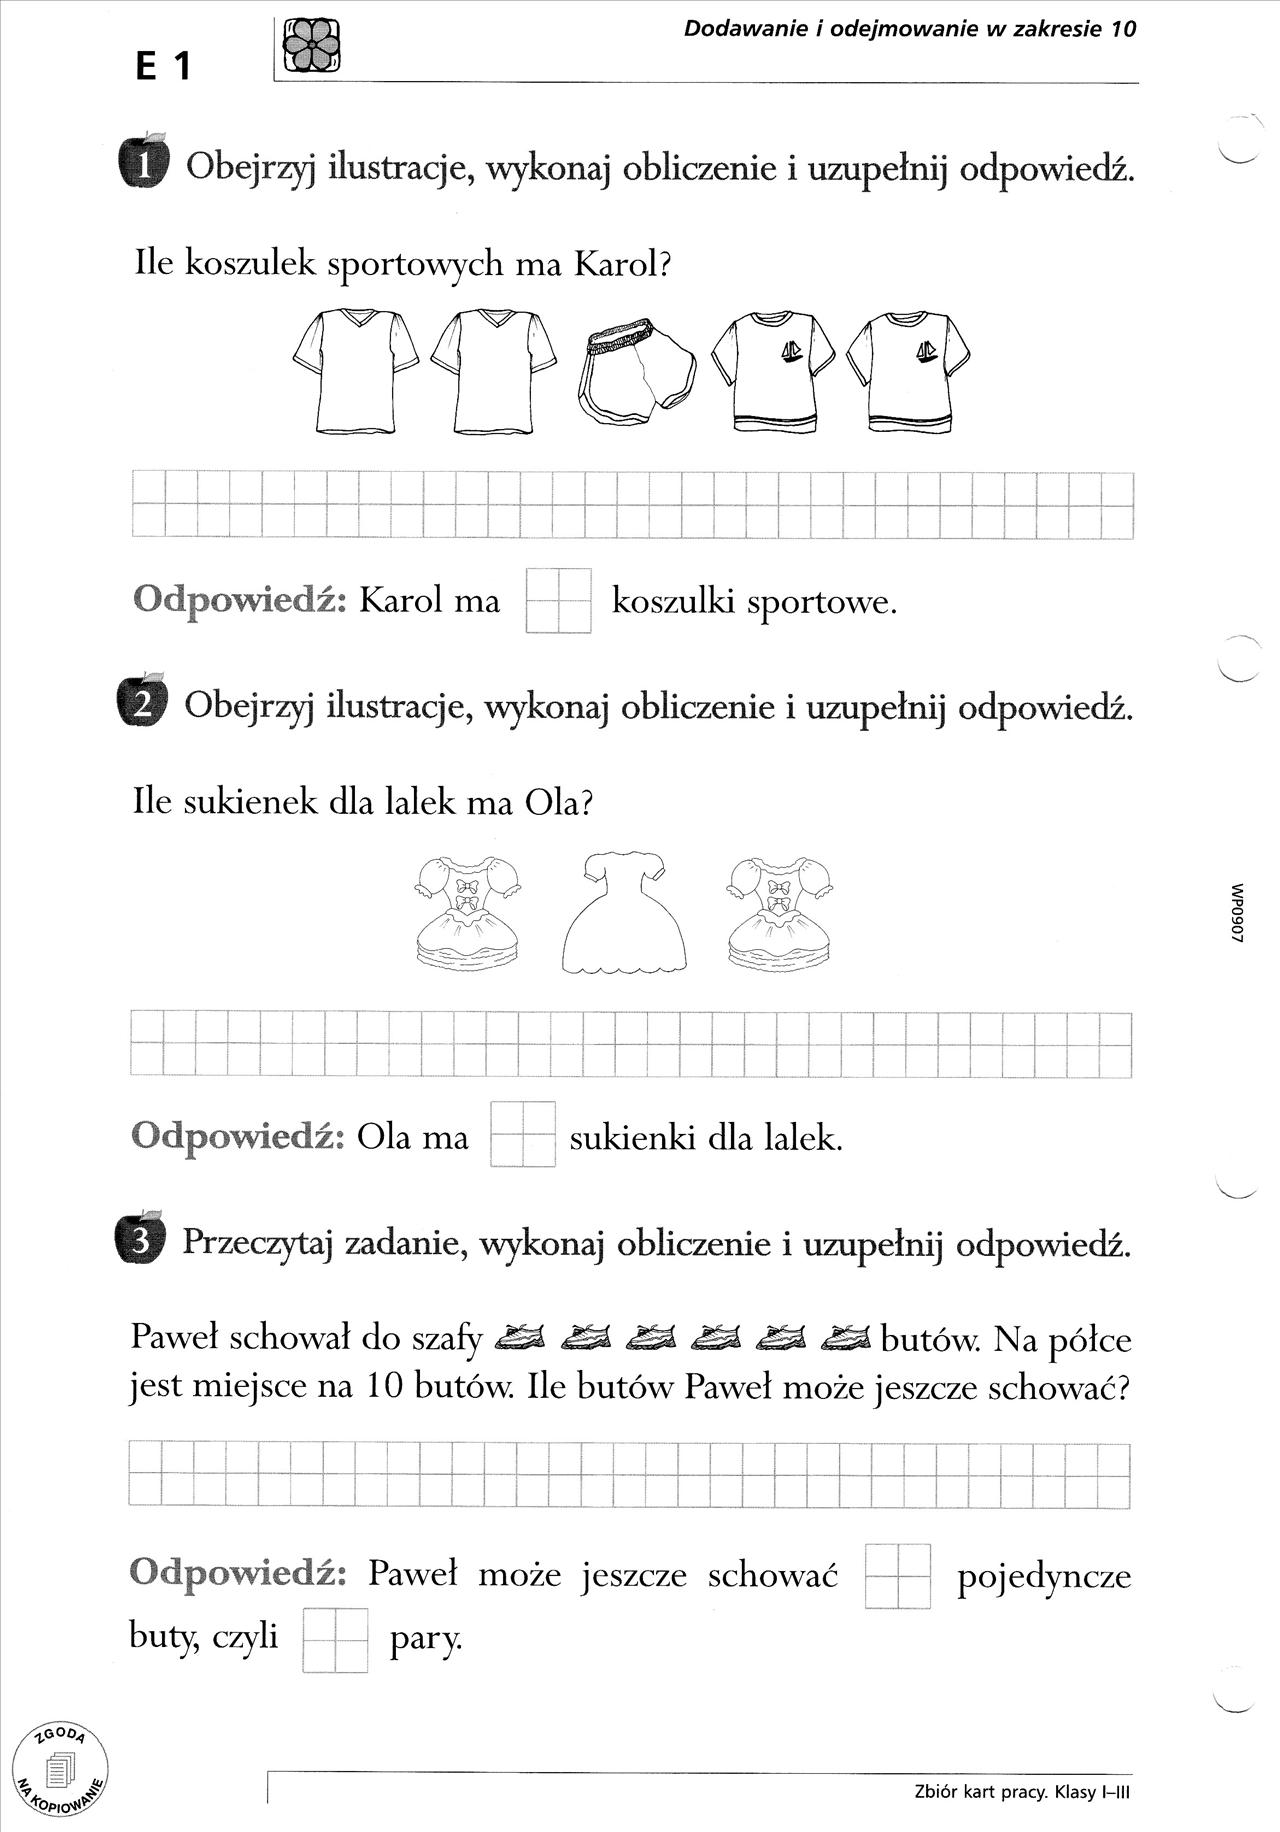 Dodawanie i odejmowanie w zakresie 10
E 1
1 Obejrzyj ilustracje, wykonaj obliczenie i uzupełnij odpowiedź.
Ile koszulek sportowych ma Karol?
Odpowiedź: Karol ma koszulki sportowe.
2 Obejrzyj ilustracje, wykonaj obliczenie i uzupełnij odpowiedź.
Ile sukienek dla lalek ma Ola?
WP0907
Odpowiedź: Ola ma sukienki dla lalek.
3 Przeczytaj zadanie, wykonaj obliczenie i uzupełnij odpowiedź.
Paweł schował do szafy butów. Na półce
jest miejsce na 10 butów. Ile butów Paweł może jeszcze schować?
Odpowiedź: Paweł może jeszcze schować pojedyncze
buty, czyli pary.
ZGODA
NA KOPIOWANIE
Zbiór kart pracy. Klasy I–III